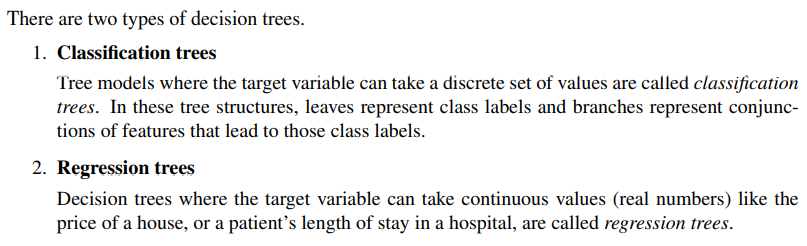 There are two types of decision trees.
1. Classification trees
Tree models where the target variable can take a discrete set of values are called classification
trees. In these tree structures, leaves represent class labels and branches represent conjunc-
tions of features that lead to those class labels.
2. Regression trees
Decision trees where the target variable can take continuous values (real numbers) like the
price of a house, or a patient’s length of stay in a hospital, are called regression trees.